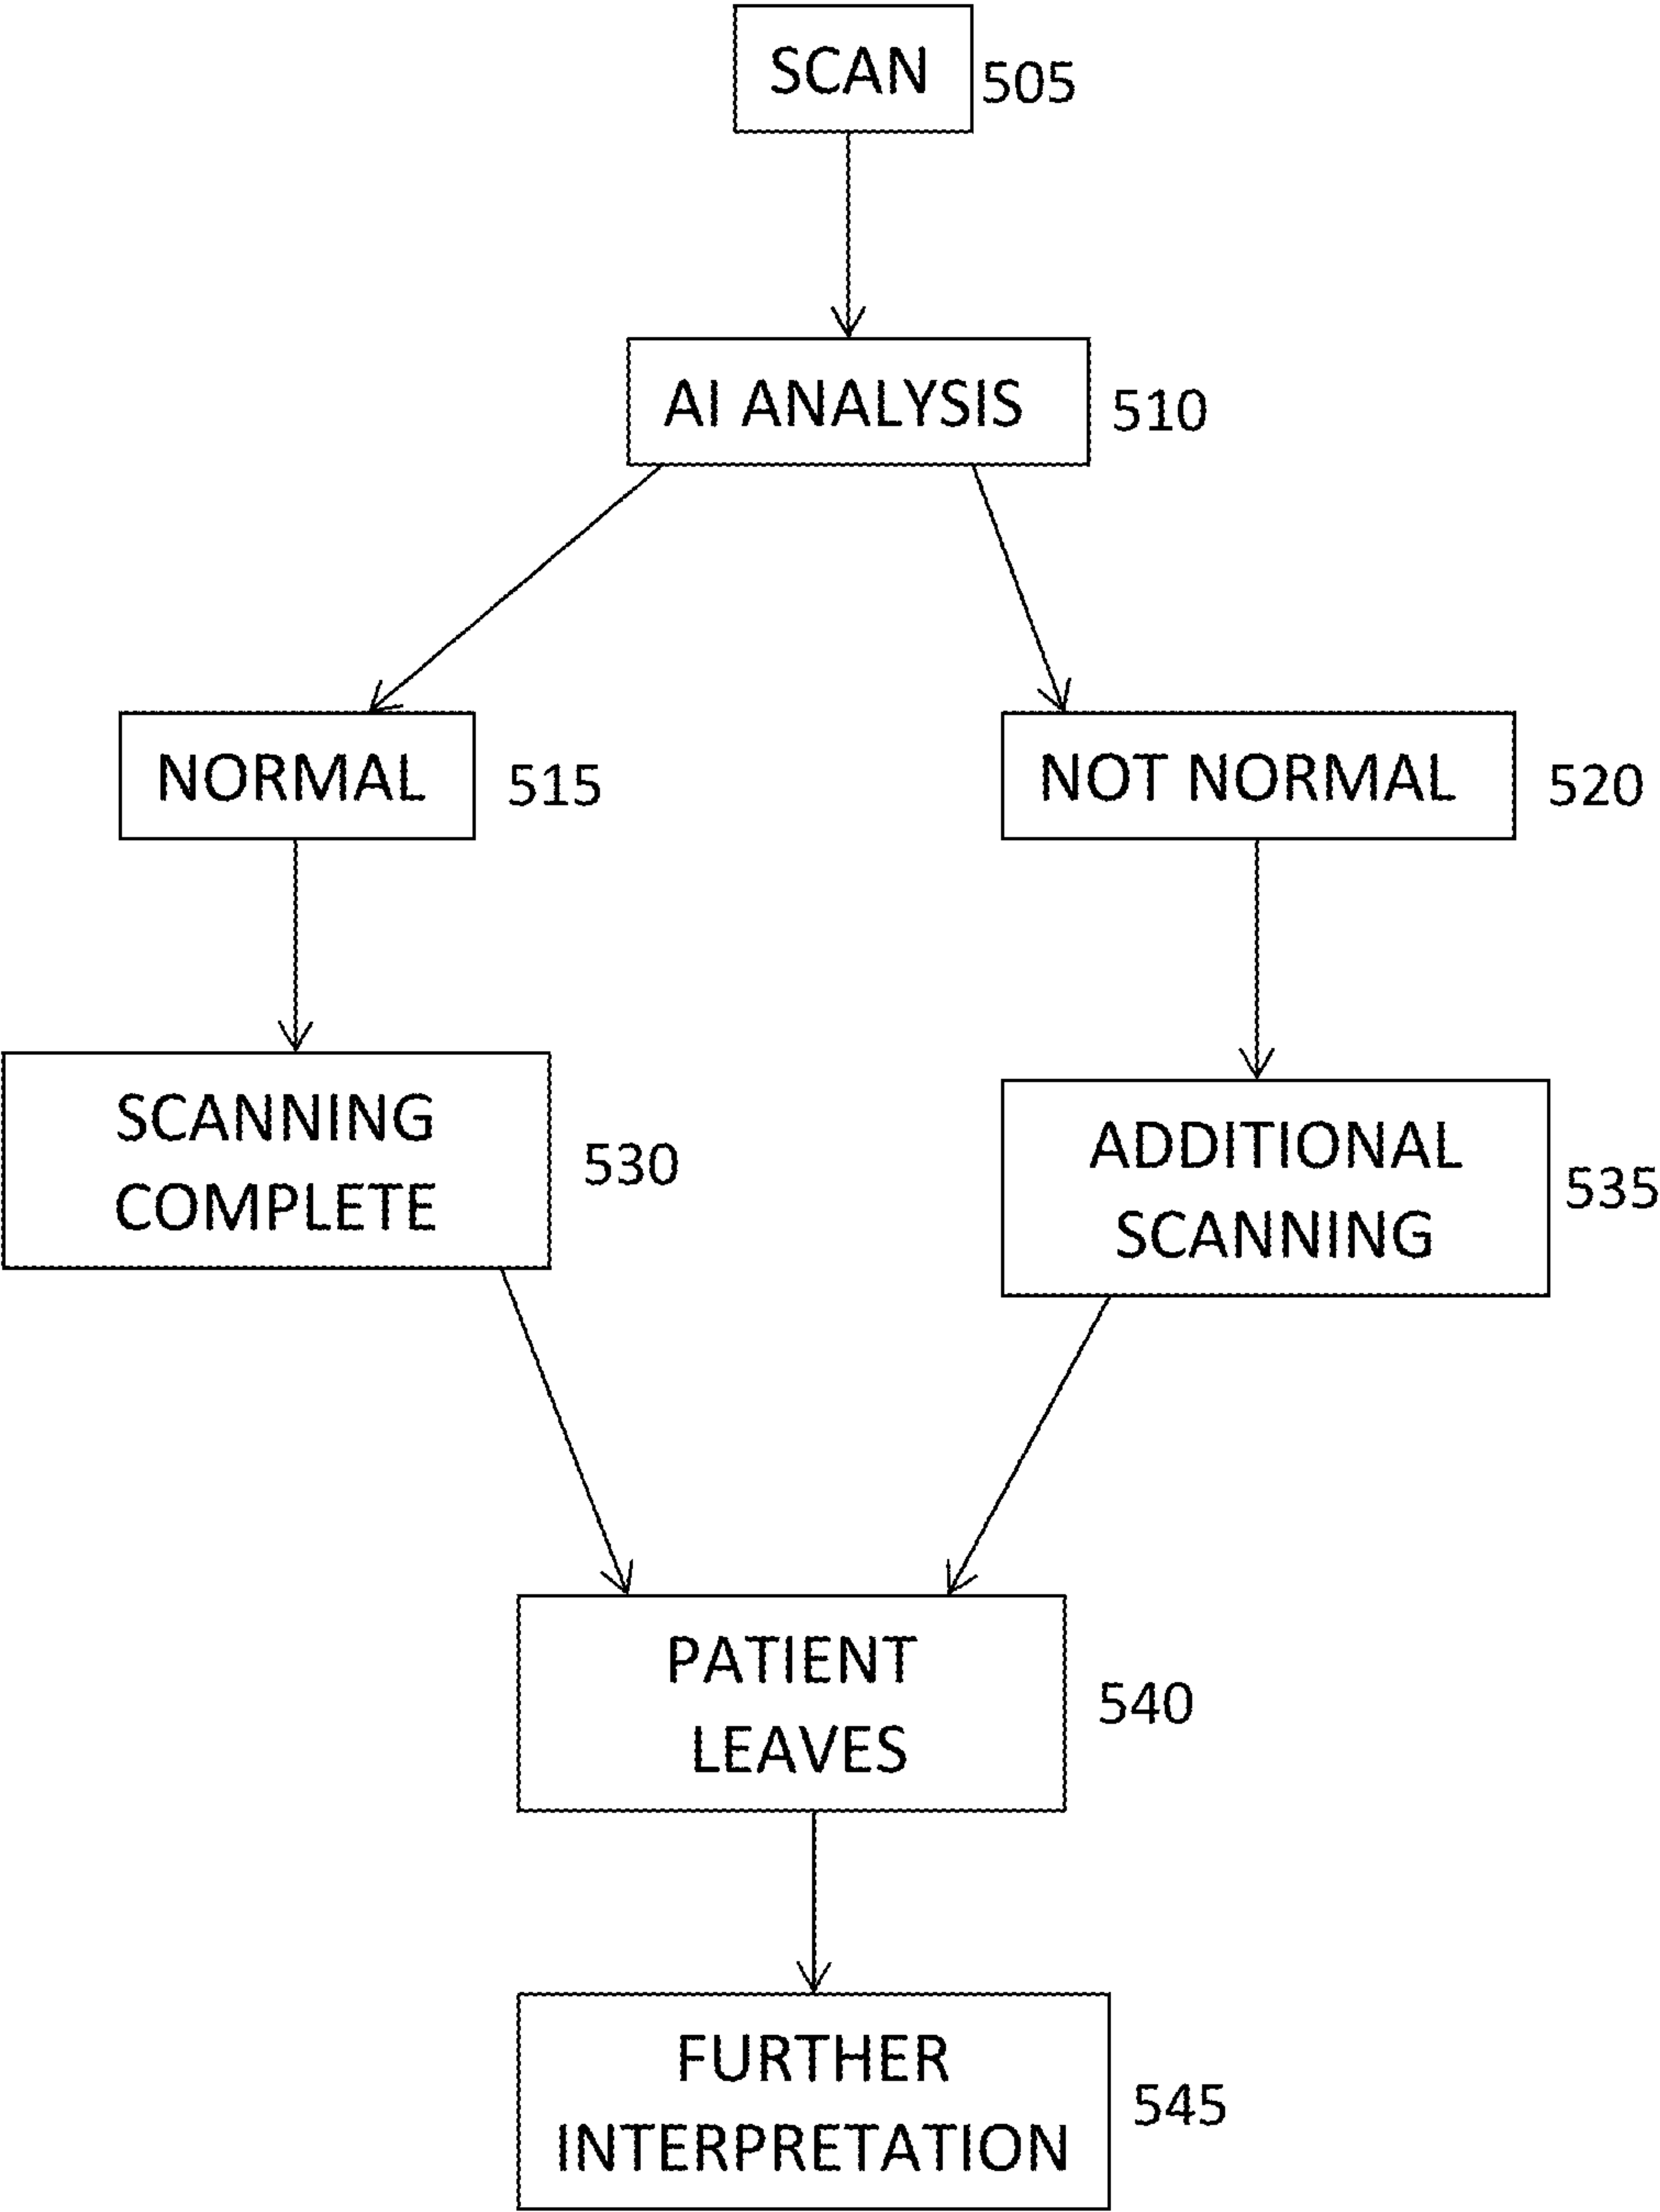 SCAN
505
AI ANALYSIS
510
NORMAL
515
NOT NORMAL
520
SCANNING
COMPLETE
530
ADDITIONAL
SCANNING
535
PATIENT
LEAVES
540
FURTHER
INTERPRETATION
545